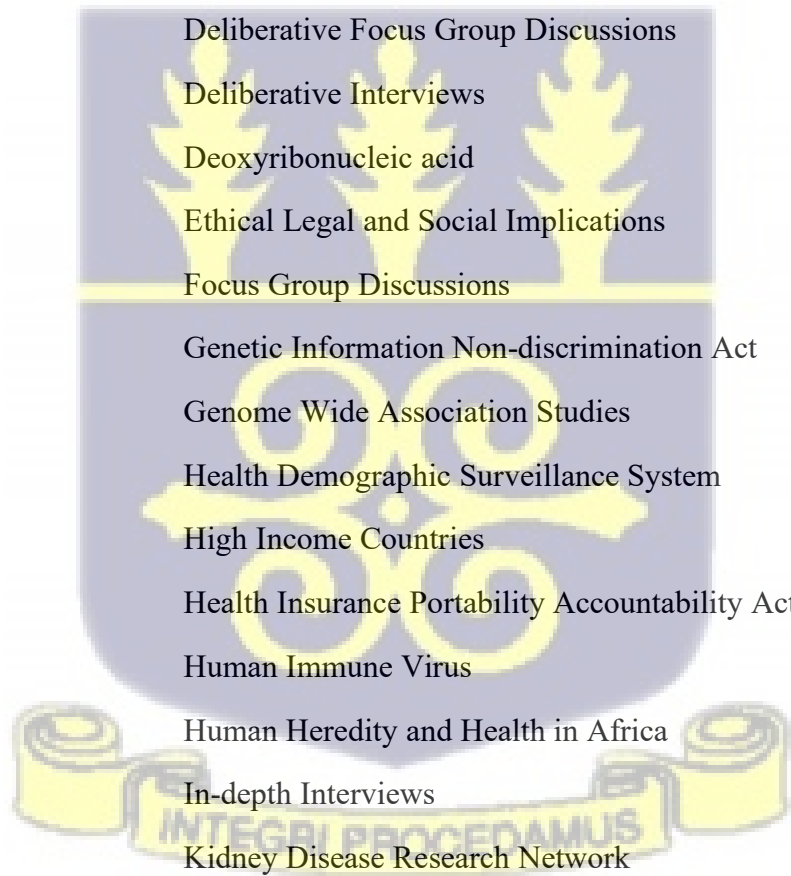 Deliberative Focus Group Discussions
Deliberative Interviews
Deoxyribonucleic acid
Ethical Legal and Social Implications
Focus Group Discussions
Genetic Information Non-discrimination Act
Genome Wide Association Studies
Health Demographic Surveillance System
High Income Countries
Health Insurance Portability Accountability Act
Human Immune Virus
Human Heredity and Health in Africa
In-depth Interviews
INTEGRI PROCEDAMUS
Kidney Disease Research Network